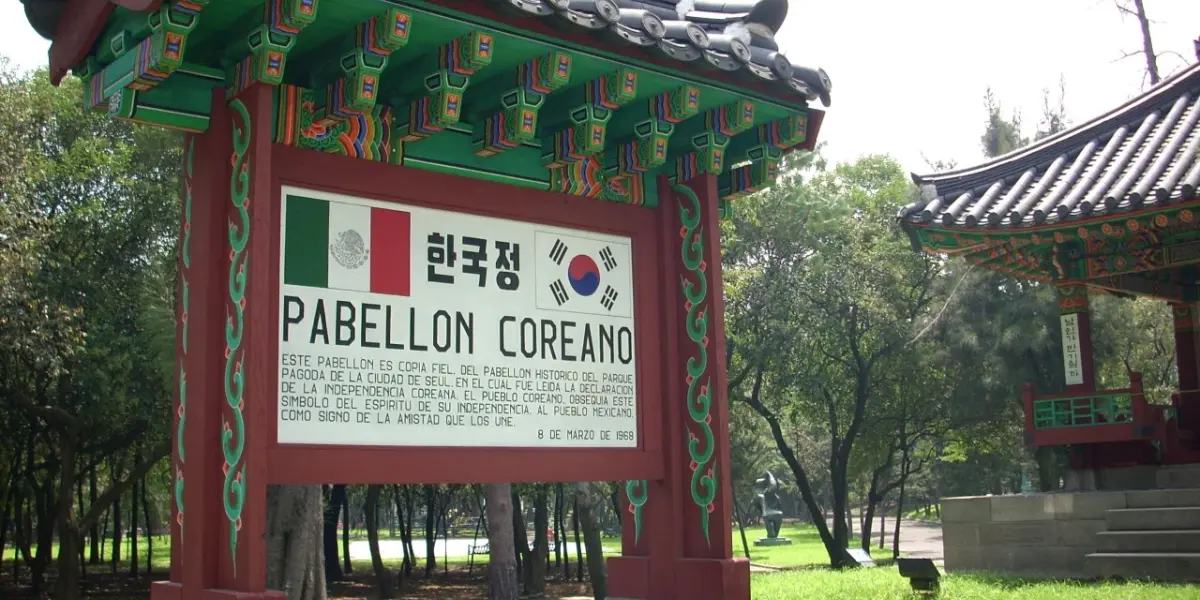 한국정
PABELLON COREANO
ESTE PABELLON ES COPIA FIEL, DEL PABELLON HISTORICO DEL PARQUE
PAGODA DE LA CIUDAD DE SEUL, EN EL CUAL FUE LEIDA LA DECLARACION
DE LA INDEPENDENCIA COREANA, EL PUEBLO COREANO, OBSEQUIA ESTE
SIMBOLO DEL ESPIRITU DE SU INDEPENDENCIA, AL PUEBLO MEXICANO,
COMO SIGNO DE LA AMISTAD QUE LOS UNE.
8 DE MARZO DE 1968